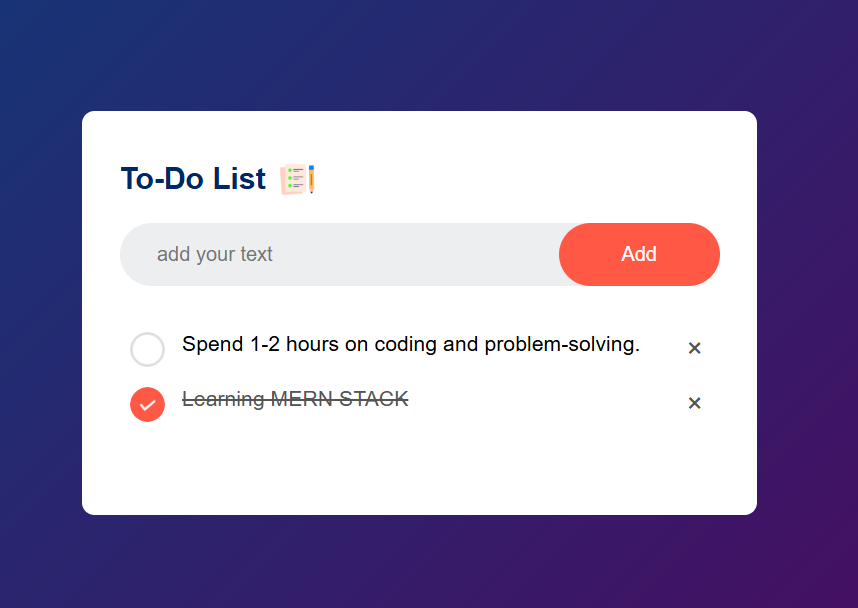 To-Do List
add your text
Add
Spend 1-2 hours on coding and problem-solving.
Learning MERN STACK